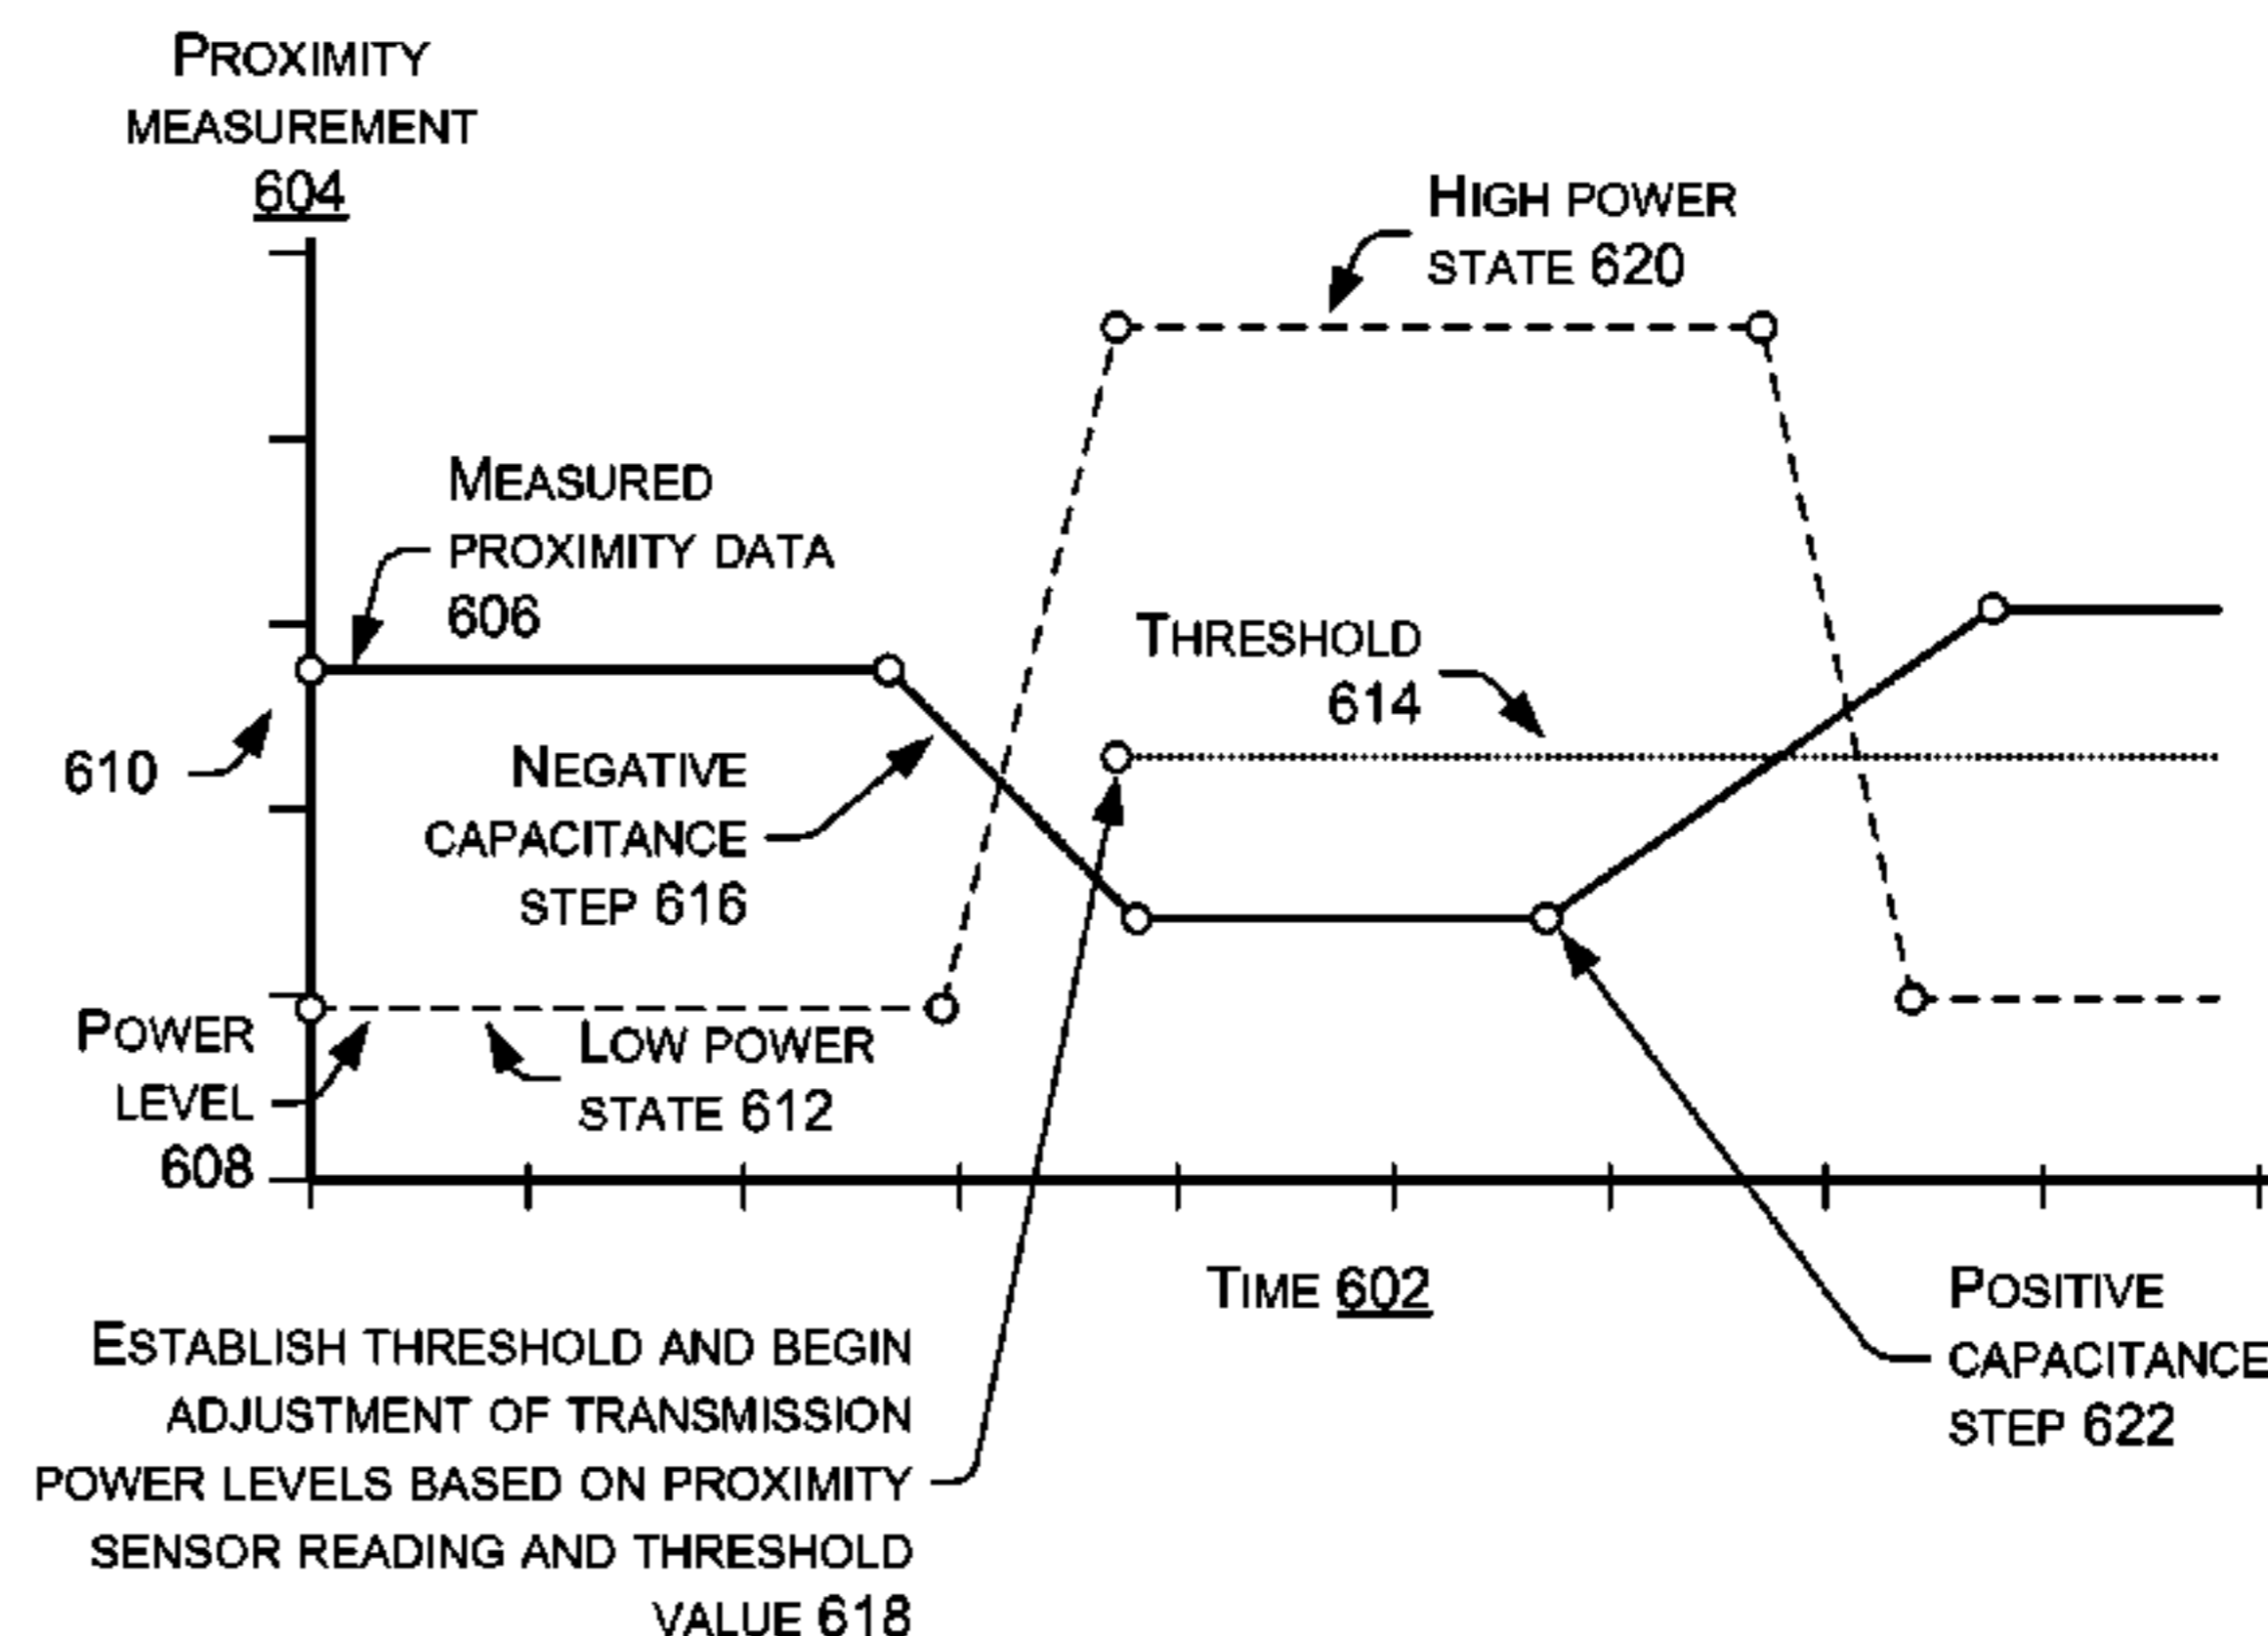 PROXIMITY
MEASUREMENT
604
HIGH POWER
STATE 620
MEASURED
PROXIMITY DATA
606
THRESHOLD
614
610
NEGATIVE
CAPACITANCE
STEP 616
POWER
LEVEL
608
LOW POWER
STATE 612
TIME 602
POSITIVE
CAPACITANCE
STEP 622
ESTABLISH THRESHOLD AND BEGIN
ADJUSTMENT OF TRANSMISSION
POWER LEVELS BASED ON PROXIMITY
SENSOR READING AND THRESHOLD
VALUE 618